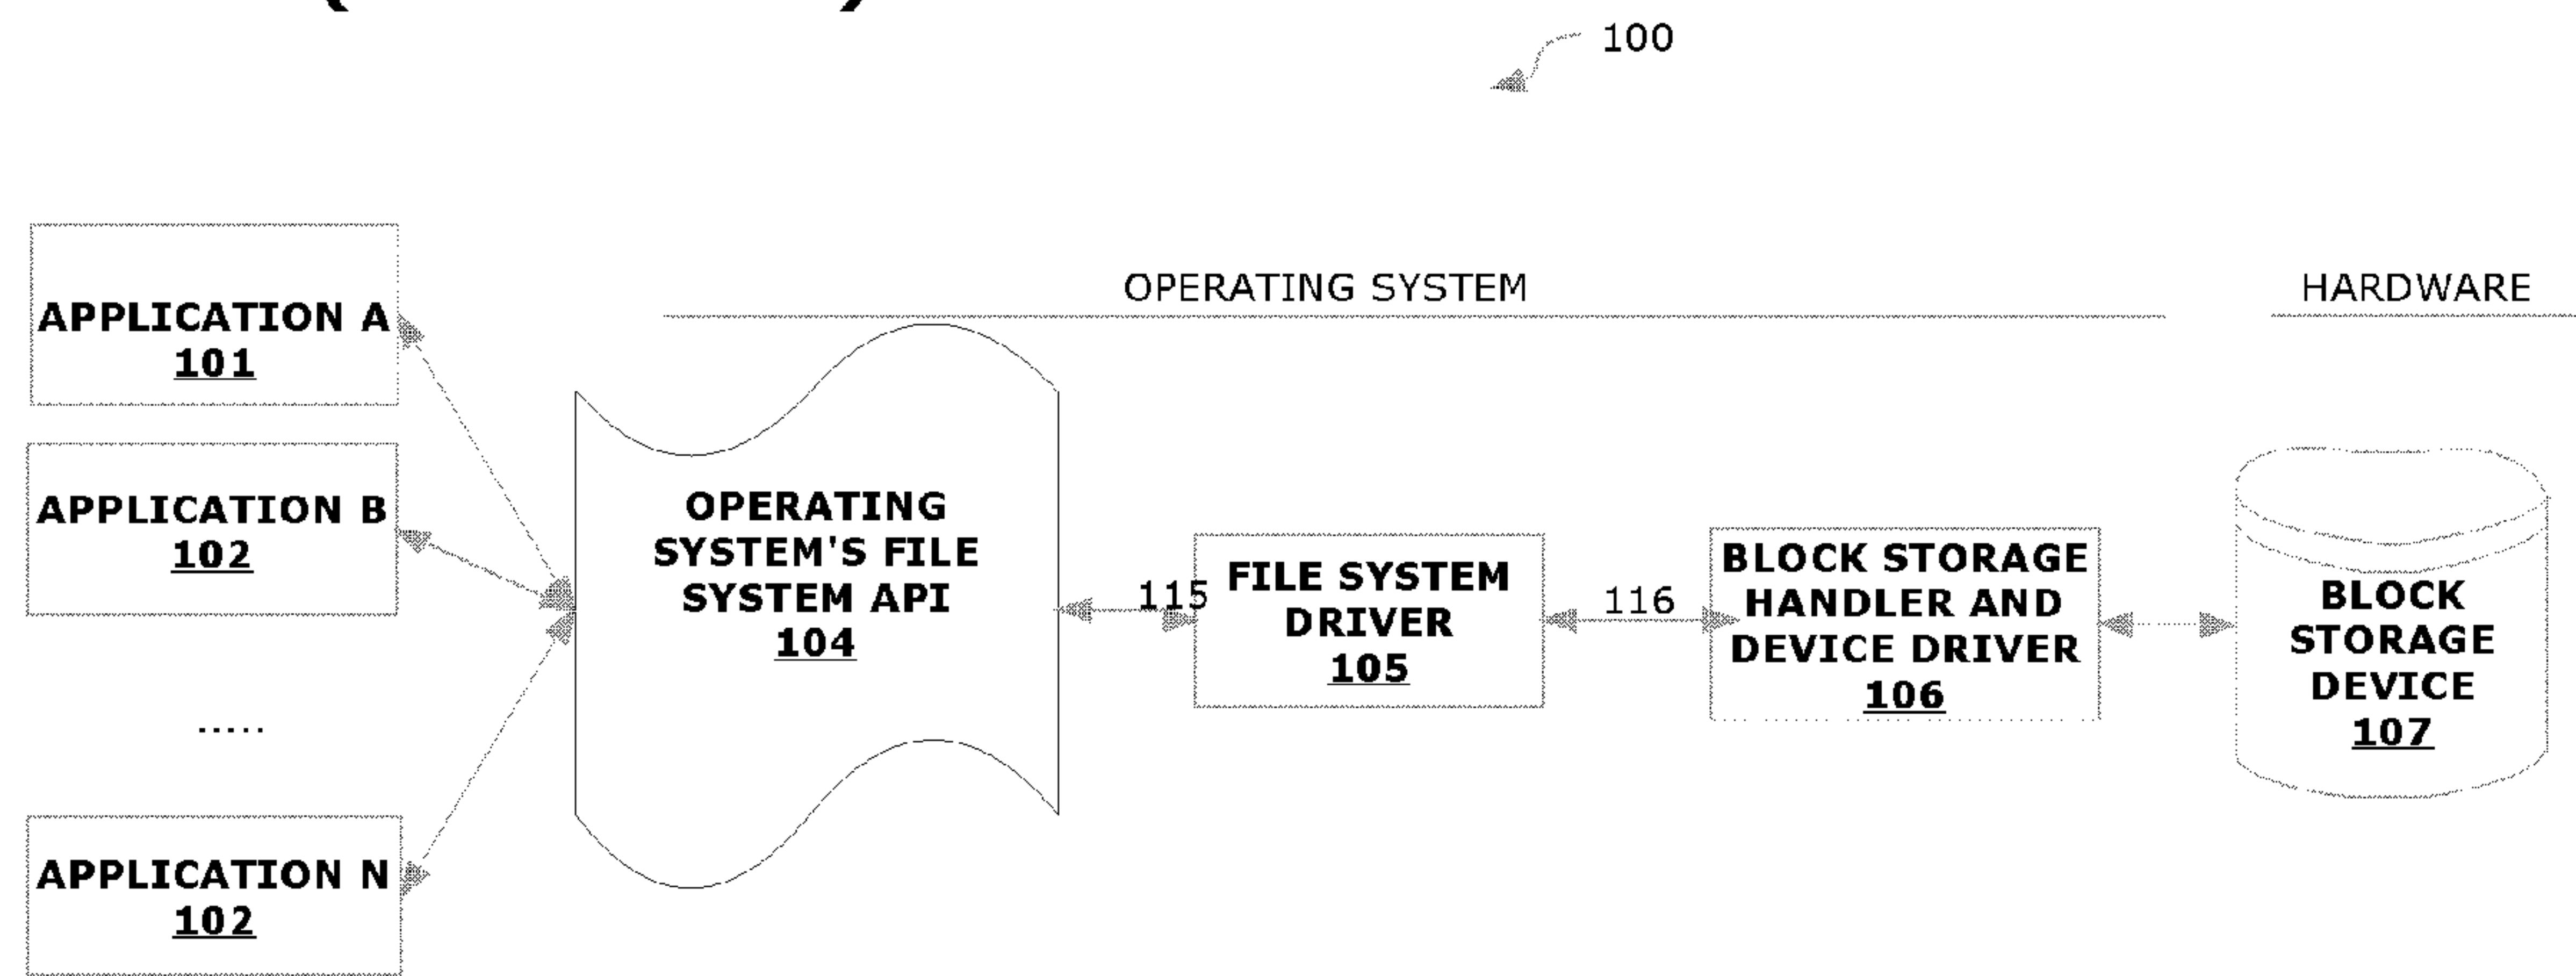 100
OPERATING SYSTEM
HARDWARE
APPLICATION A
101
APPLICATION B
102
.....
APPLICATION N
102
OPERATING
SYSTEM'S FILE
SYSTEM API
104
115
FILE SYSTEM
DRIVER
105
116
BLOCK STORAGE
HANDLER AND
DEVICE DRIVER
106
BLOCK
STORAGE
DEVICE
107